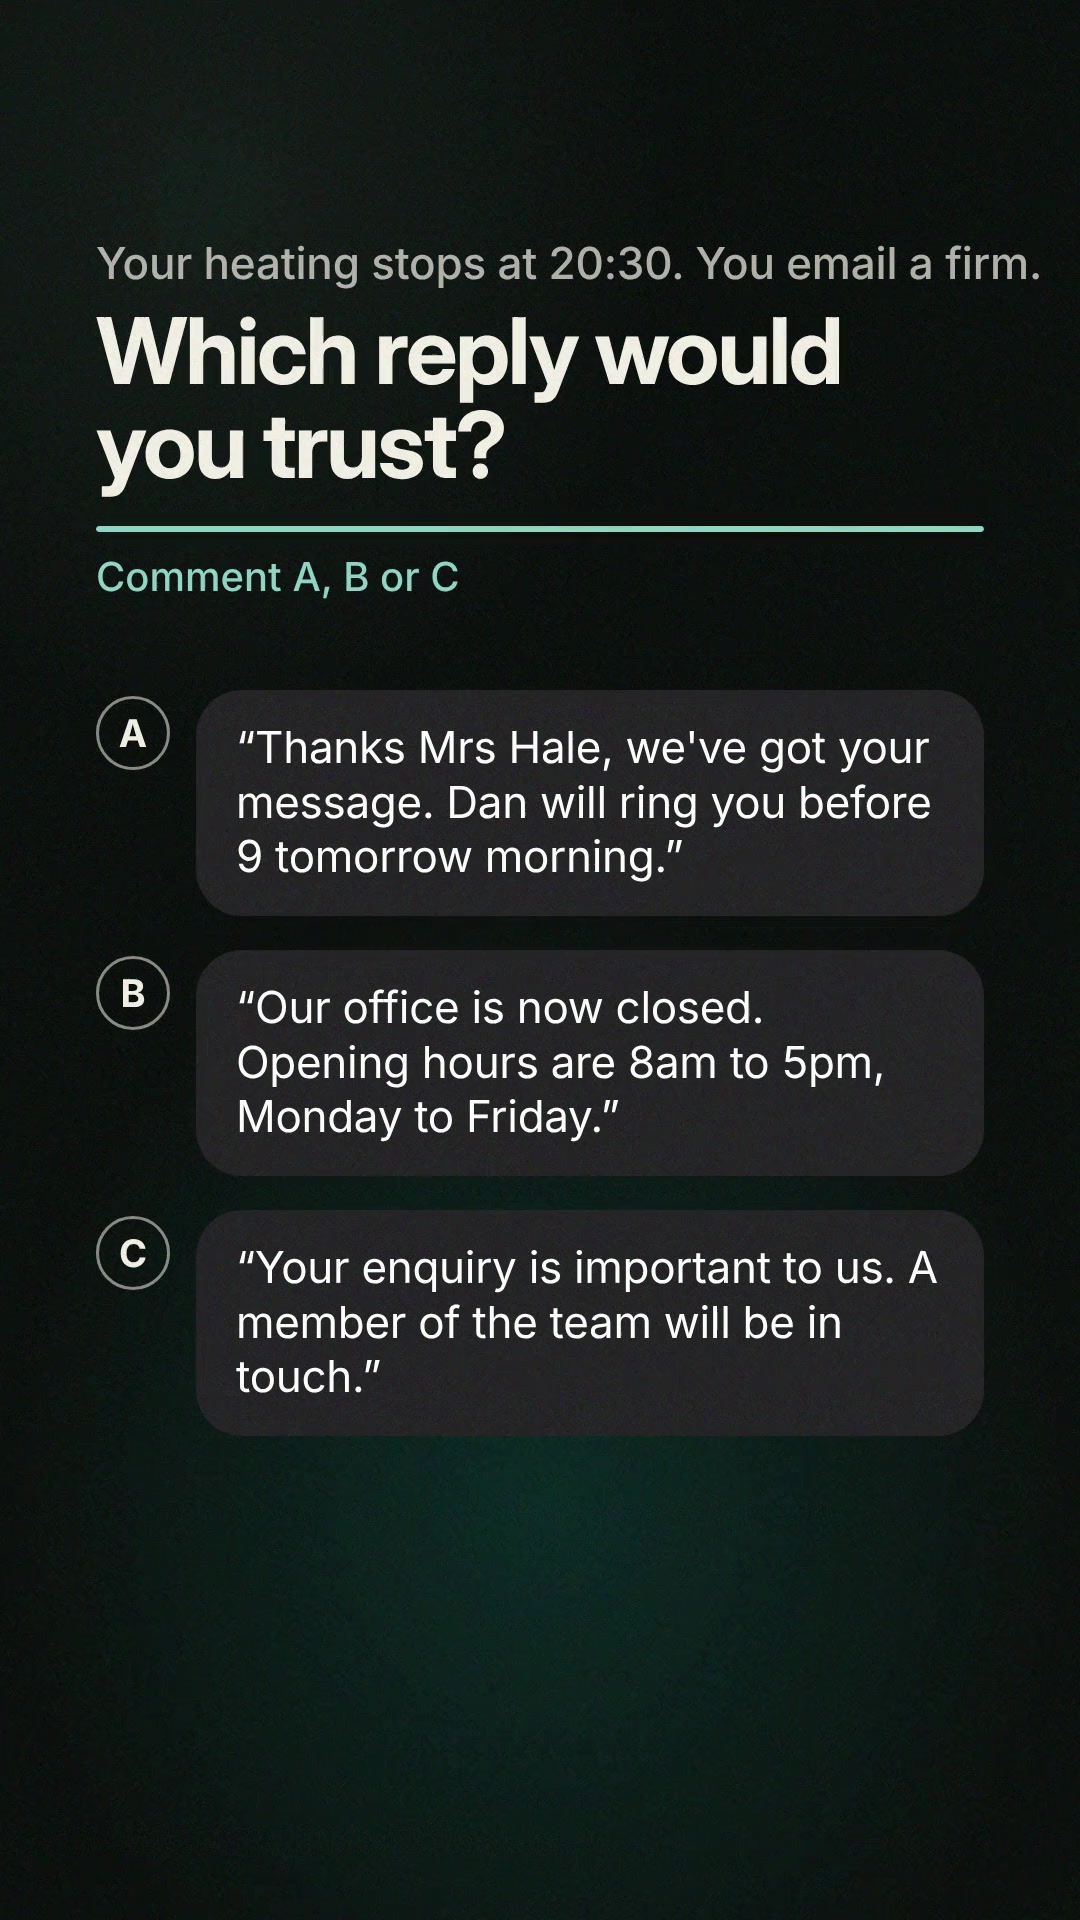 Your heating stops at 20:30. You email a firm.
Which reply would
you trust?
Comment A, B or C
A
“Thanks Mrs Hale, we've got your
message. Dan will ring you before
9 tomorrow morning.”
B
“Our office is now closed.
Opening hours are 8am to 5pm,
Monday to Friday.”
C
“Your enquiry is important to us. A
member of the team will be in
touch.”